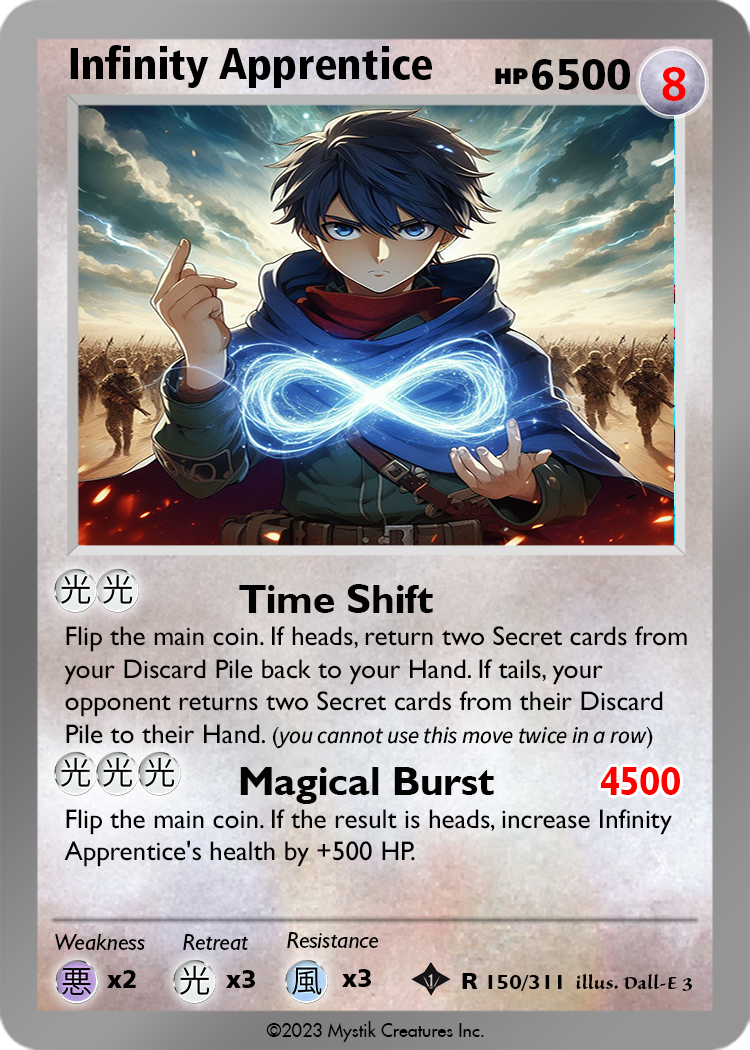 Infinity Apprentice HP 6500 8
光光 Time Shift
Flip the main coin. If heads, return two Secret cards from
your Discard Pile back to your Hand. If tails, your
opponent returns two Secret cards from their Discard
Pile to their Hand. (you cannot use this move twice in a row)
光光光 Magical Burst 4500
Flip the main coin. If the result is heads, increase Infinity
Apprentice's health by +500 HP.
Weakness Retreat Resistance
悪 x2 光 x3 風 x3 1 R 150/311 illus. Dall-E 3
©2023 Mystik Creatures Inc.